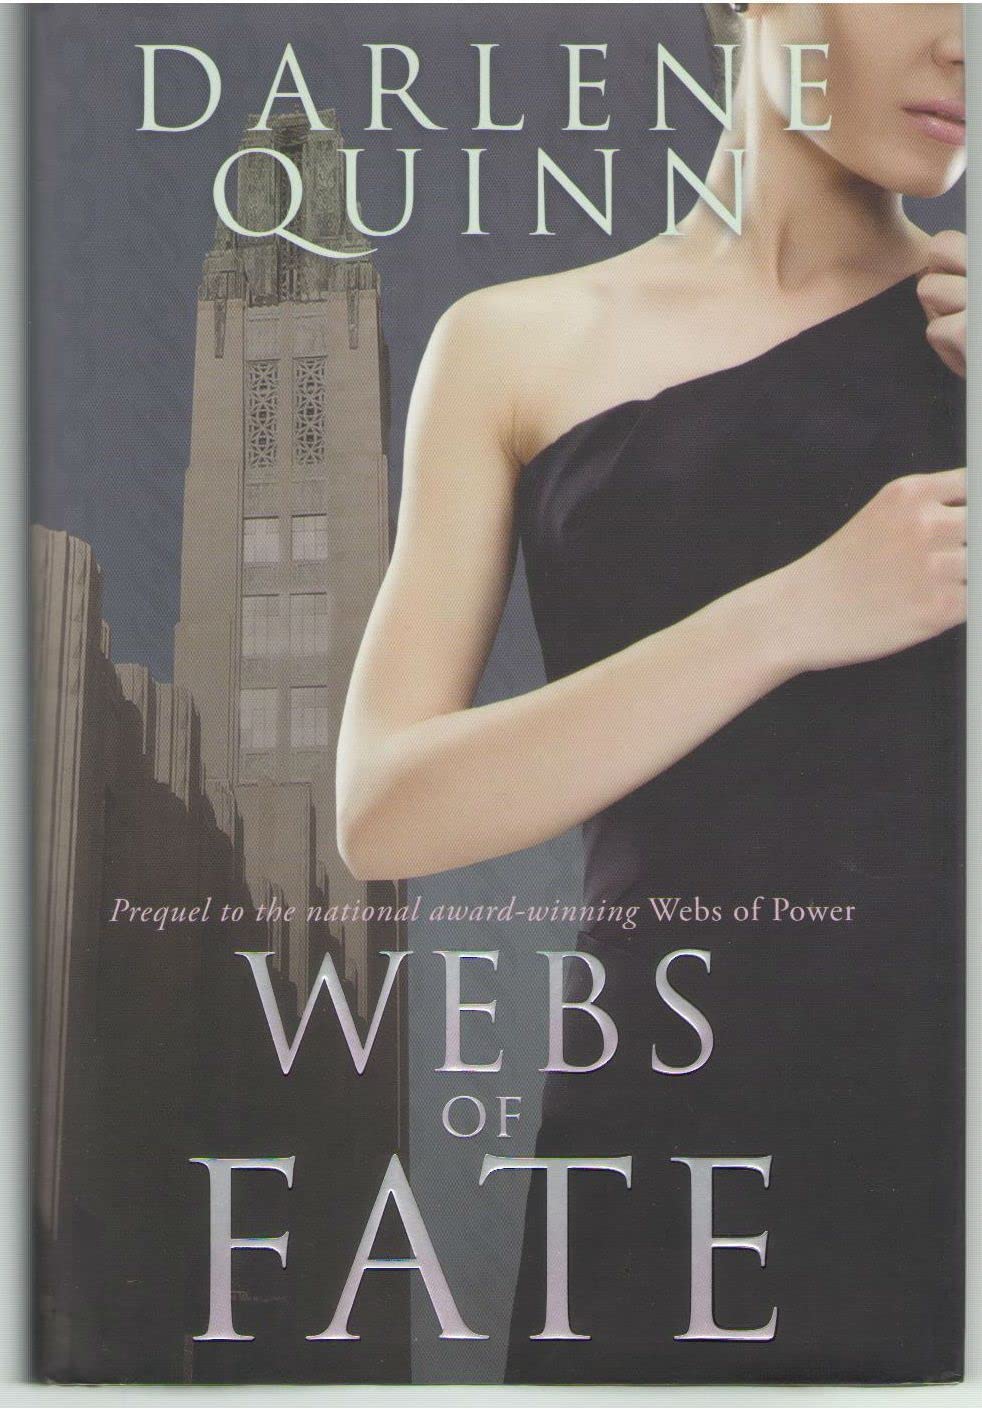 DARLENE
QUINN
Prequel to the national award-winning Webs of Power
WEBS
OF
FATE